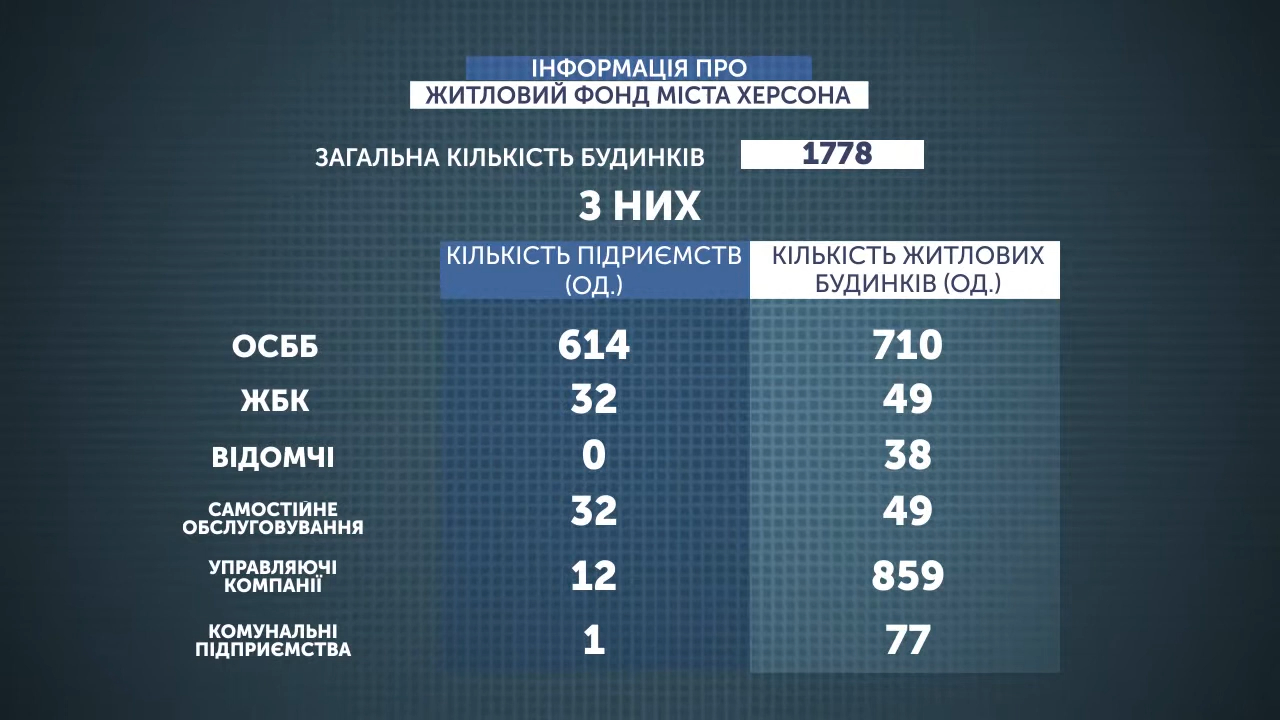 ІНФОРМАЦІЯ ПРО
ЖИТЛОВИЙ ФОНД МІСТА ХЕРСОНА
ЗАГАЛЬНА КІЛЬКІСТЬ БУДИНКІВ 1778
З НИХ
КІЛЬКІСТЬ ПІДРИЄМСТВ КІЛЬКІСТЬ ЖИТЛОВИХ
(ОД.) БУДИНКІВ (ОД.)
ОСББ 614 710
ЖБК 32 49
ВІДОМЧІ 0 38
САМОСТІЙНЕ
ОБСЛУГОВУВАННЯ 32 49
УПРАВЛЯЮЧІ
КОМПАНІЇ 12 859
КОМУНАЛЬНІ
ПІДПРИЄМСТВА 1 77